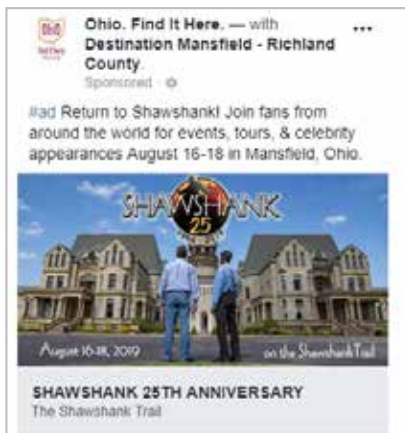 Ohio. Find It Here. — with
Destination Mansfield - Richland
County.
Sponsored ·
#ad Return to Shawshank! Join fans from
around the world for events, tours, & celebrity
appearances August 16-18 in Mansfield, Ohio.
SHAWSHANK
25
August 16-18, 2019
on the Shawshank Trail
SHAWSHANK 25TH ANNIVERSARY
The Shawshank Trail